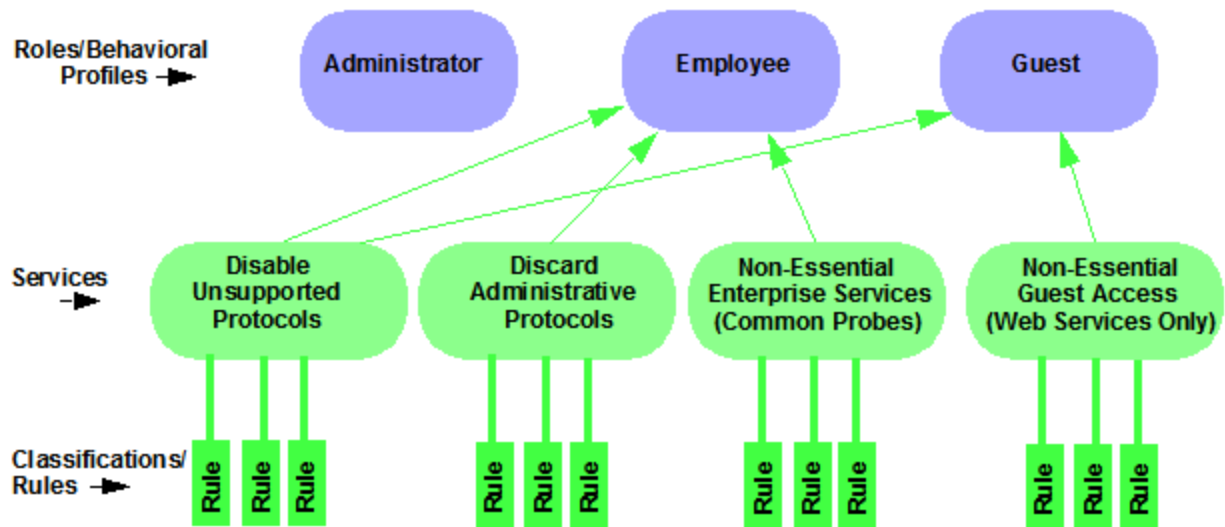 Roles/Behavioral
Profiles
Administrator
Employee
Guest
Services
Disable
Unsupported
Protocols
Discard
Administrative
Protocols
Non-Essential
Enterprise Services
(Common Probes)
Non-Essential
Guest Access
(Web Services Only)
Classifications/
Rules
Rule
Rule
Rule
Rule
Rule
Rule
Rule
Rule
Rule
Rule
Rule
Rule